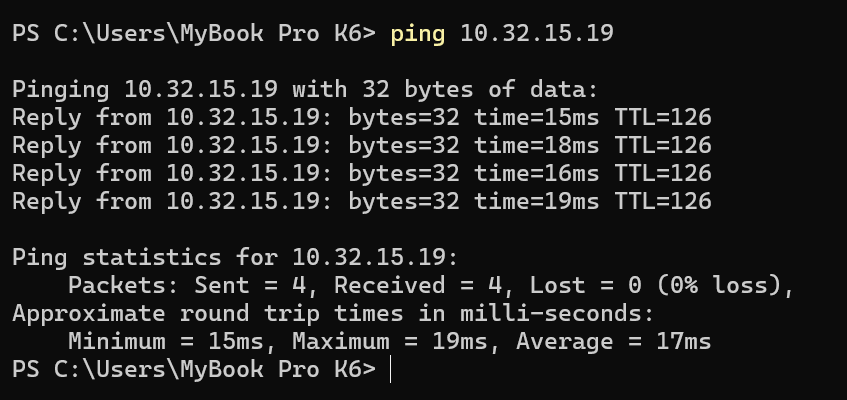 PS C:\Users\MyBook Pro K6> ping 10.32.15.19
Pinging 10.32.15.19 with 32 bytes of data:
Reply from 10.32.15.19: bytes=32 time=15ms TTL=126
Reply from 10.32.15.19: bytes=32 time=18ms TTL=126
Reply from 10.32.15.19: bytes=32 time=16ms TTL=126
Reply from 10.32.15.19: bytes=32 time=19ms TTL=126
Ping statistics for 10.32.15.19:
    Packets: Sent = 4, Received = 4, Lost = 0 (0% loss),
Approximate round trip times in milli-seconds:
    Minimum = 15ms, Maximum = 19ms, Average = 17ms
PS C:\Users\MyBook Pro K6>